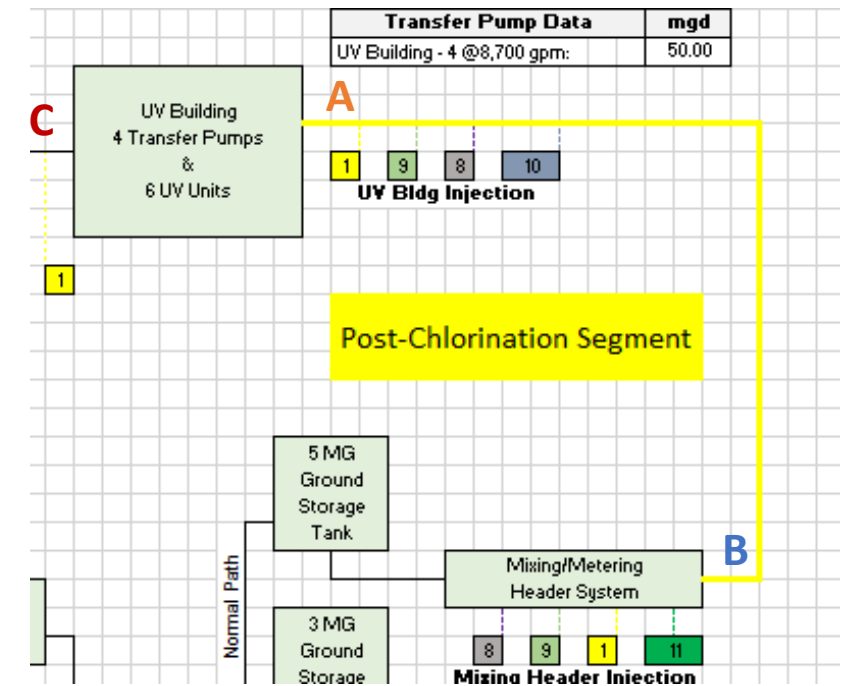 Transfer Pump Data mgd
UV Building - 4 @8,700 gpm: 50.00
A
C
UV Building
4 Transfer Pumps
&
6 UV Units
1 9 8 10
UV Bldg Injection
1
Post-Chlorination Segment
5 MG
Ground
Storage
Tank
B
Mixing/Metering
Header System
Normal Path
3 MG
Ground
Storage
8 9 1 11
Mixing Header Injection